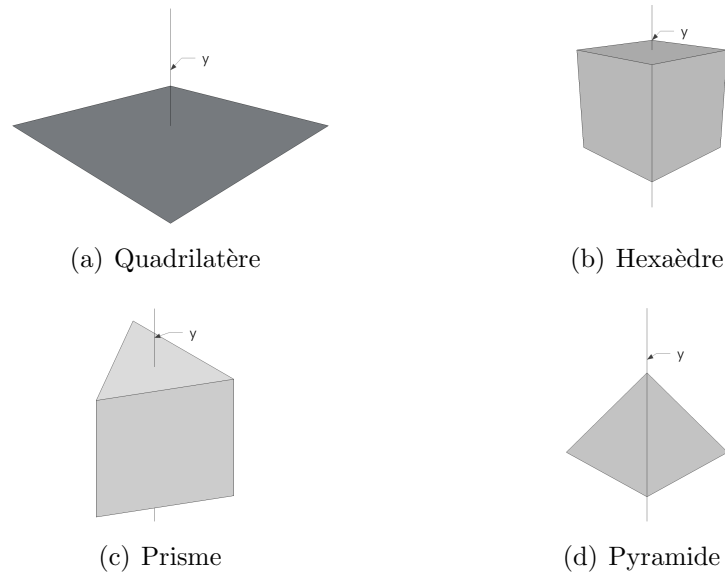 y
y
(a) Quadrilatère
(b) Hexaèdre
y
y
(c) Prisme
(d) Pyramide